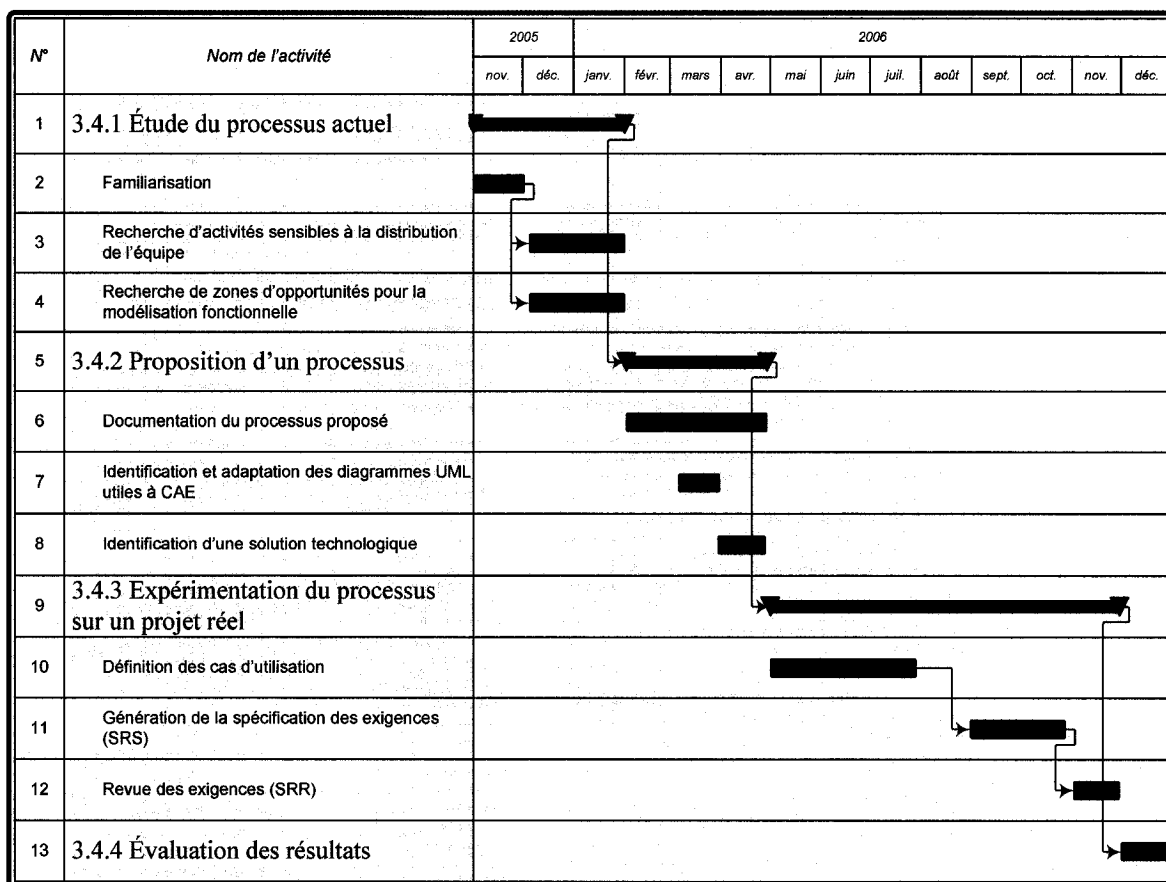 N° Nom de l'activité 2005 2006
nov. déc. janv. févr. mars avr. mai juin juil. août sept. oct. nov. déc.
1 3.4.1 Étude du processus actuel
2 Familiarisation
3 Recherche d'activités sensibles à la distribution
de l'équipe
4 Recherche de zones d'opportunités pour la
modélisation fonctionnelle
5 3.4.2 Proposition d'un processus
6 Documentation du processus proposé
7 Identification et adaptation des diagrammes UML
utiles à CAE
8 Identification d'une solution technologique
9 3.4.3 Expérimentation du processus
sur un projet réel
10 Définition des cas d'utilisation
11 Génération de la spécification des exigences
(SRS)
12 Revue des exigences (SRR)
13 3.4.4 Évaluation des résultats